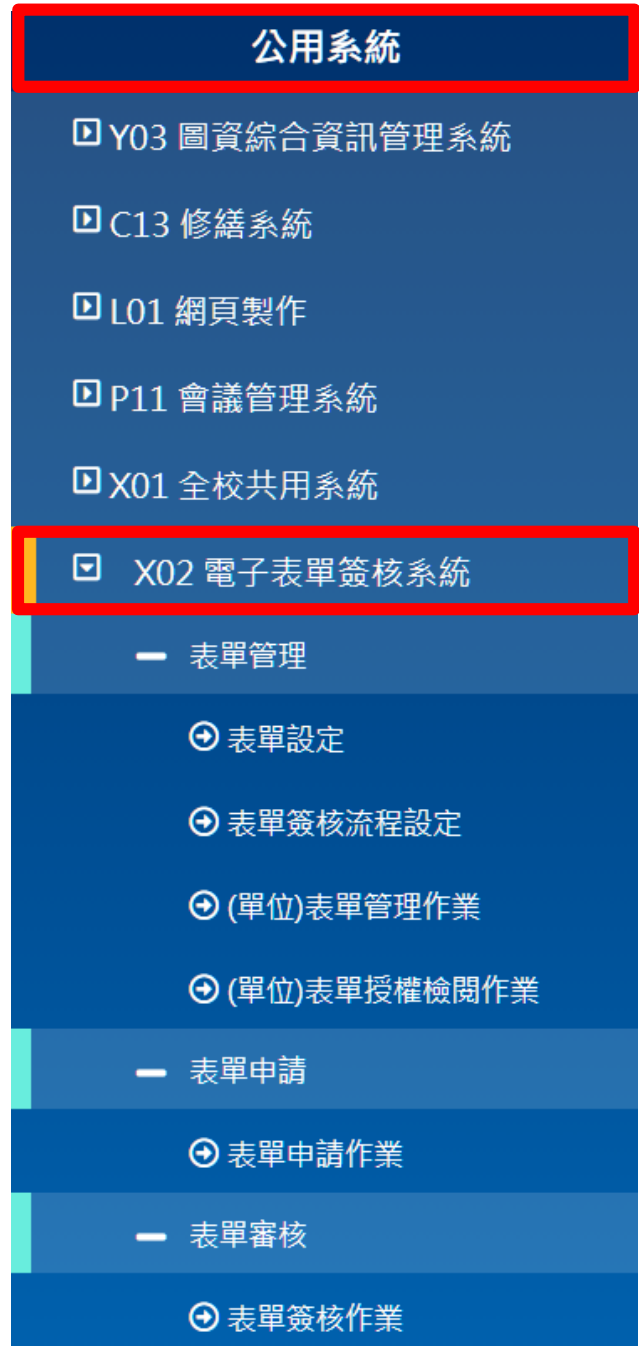 公用系統
Y03 圖資綜合資訊管理系統
C13 修繕系統
L01 網頁製作
P11 會議管理系統
X01 全校共用系統
X02 電子表單簽核系統
表單管理
表單設定
表單簽核流程設定
(單位)表單管理作業
(單位)表單授權檢閱作業
表單申請
表單申請作業
表單審核
表單簽核作業